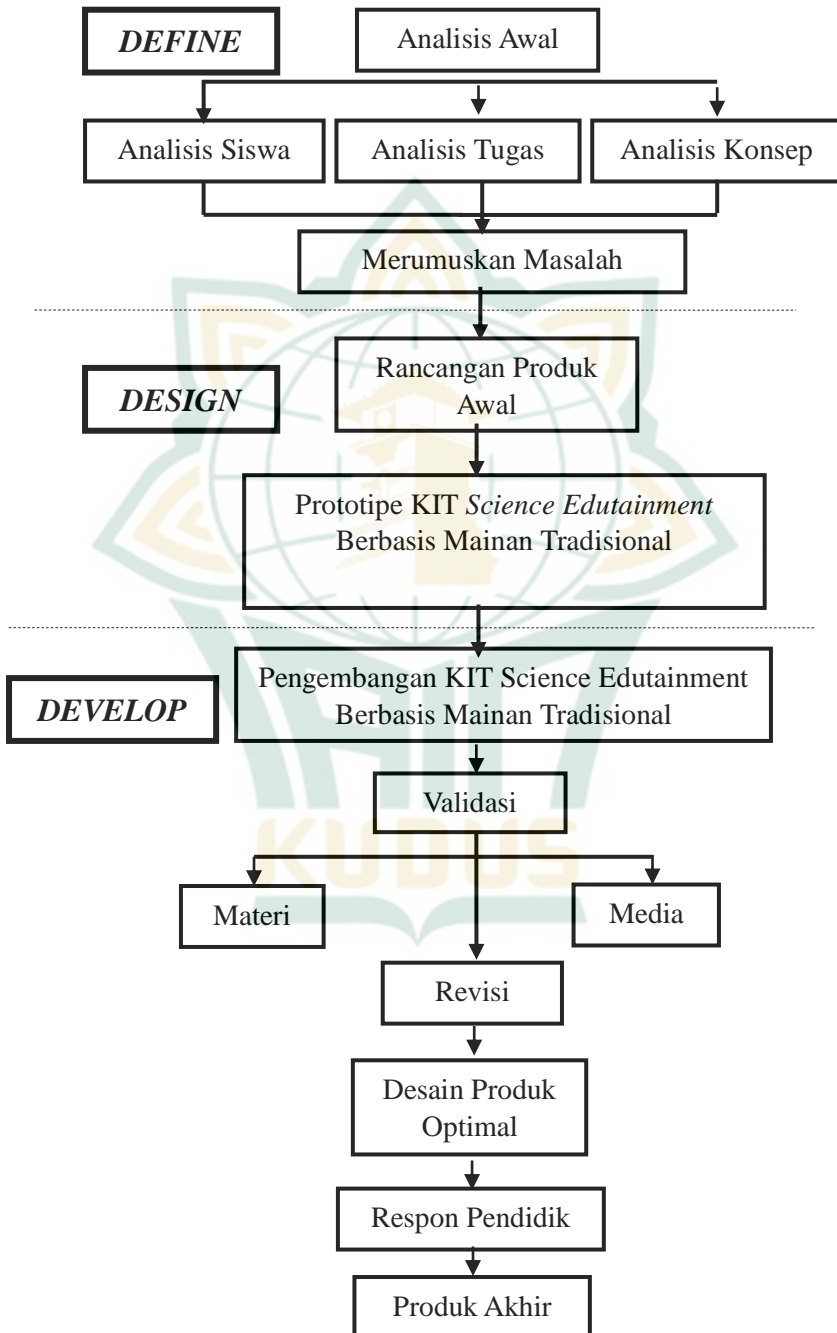 DEFINE
Analisis Awal
Analisis Siswa
Analisis Tugas
Analisis Konsep
Merumuskan Masalah
DESIGN
Rancangan Produk
Awal
Prototipe KIT Science Edutainment
Berbasis Mainan Tradisional
DEVELOP
Pengembangan KIT Science Edutainment
Berbasis Mainan Tradisional
Validasi
KUDUS
Materi
Media
Revisi
Desain Produk
Optimal
Respon Pendidik
Produk Akhir